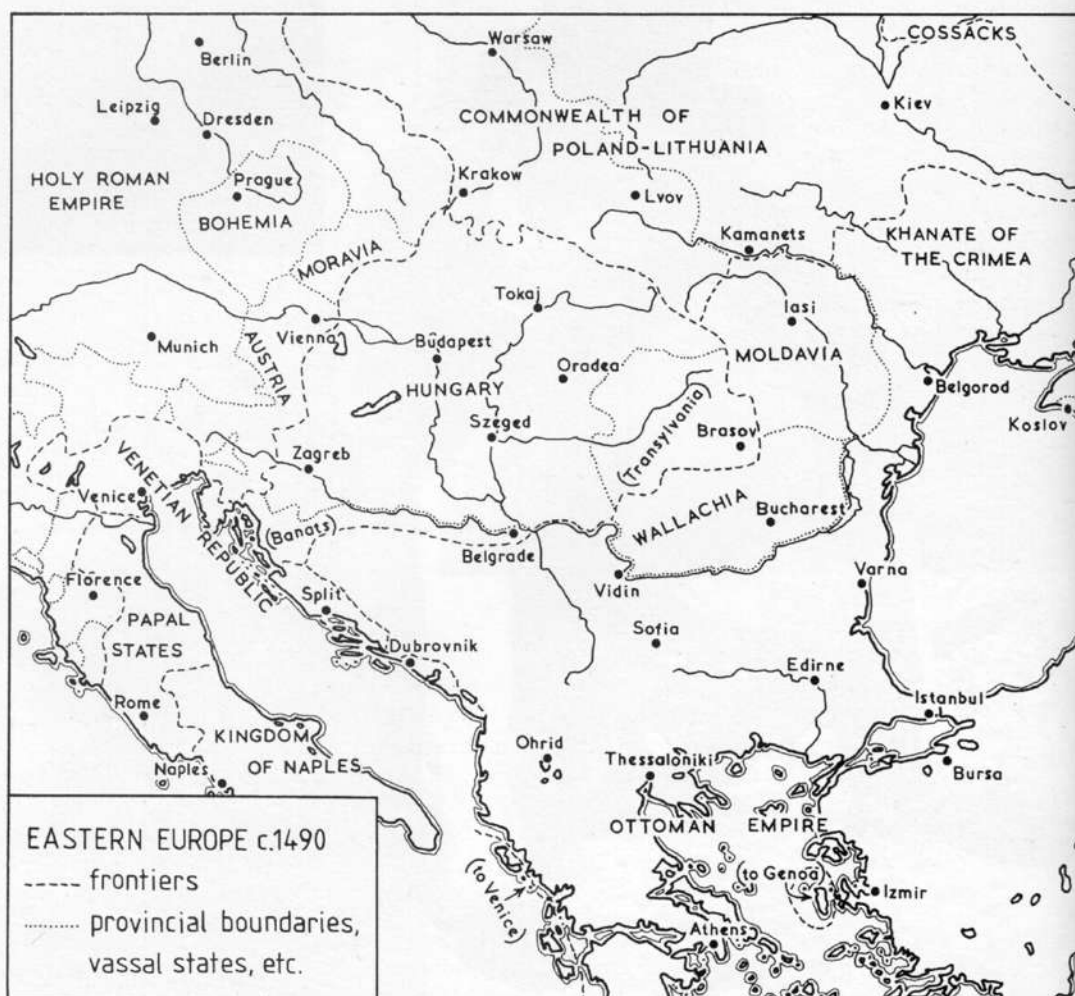 COSSACKS
Warsaw
Berlin
Kiev
Leipzig
Dresden
COMMONWEALTH OF
POLAND-LITHUANIA
HOLY ROMAN
EMPIRE
Prague
Krakow
Lvov
BOHEMIA
Kamanets
KHANATE OF
THE CRIMEA
MORAVIA
Tokaj
Iasi
Munich
AUSTRIA
Vienna
Budapest
MOLDAVIA
Oradea
HUNGARY
Belgorod
Koslov
Szeged
(Transylvania)
Brasov
Zagreb
VENETIAN
REPUBLIC
Venice
(Banats)
WALLACHIA
Bucharest
Belgrade
Vidin
Varna
Florence
Split
PAPAL
STATES
Sofia
Dubrovnik
Edirne
Rome
Istanbul
KINGDOM
OF NAPLES
Ohrid
Thessaloniki
Naples
Bursa
OTTOMAN EMPIRE
(to Venice)
(to Genoa)
Izmir
Athens
EASTERN EUROPE c.1490
frontiers
provincial boundaries,
vassal states, etc.